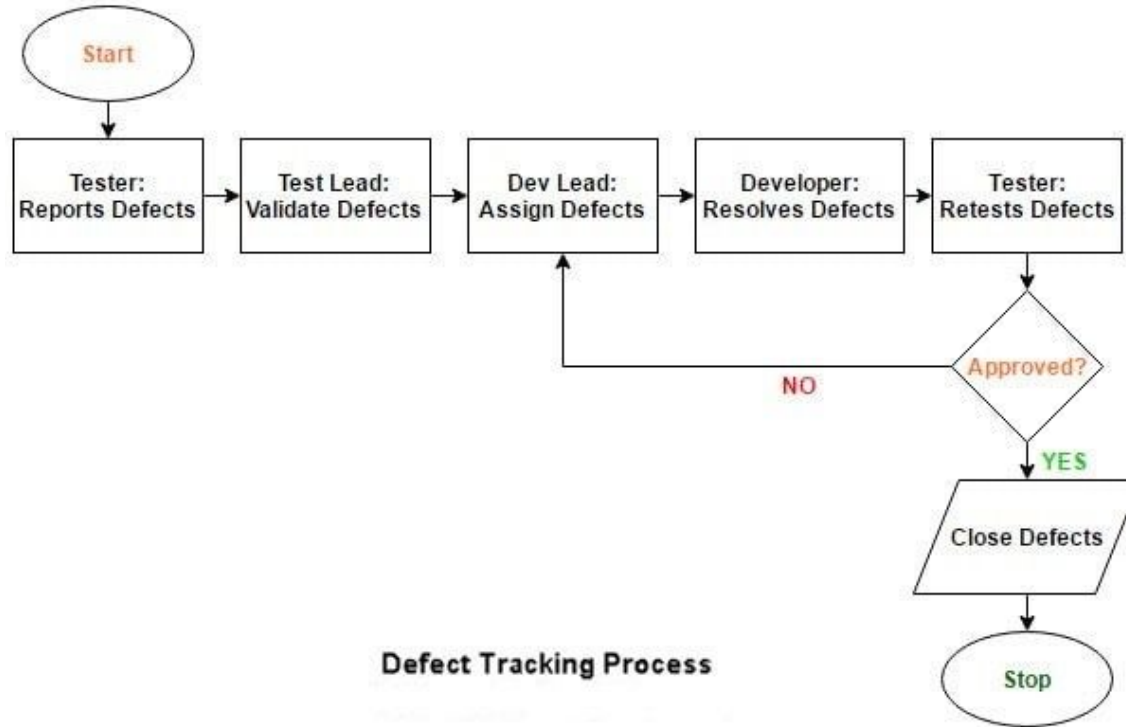 Start
Tester:
Reports Defects
Test Lead:
Validate Defects
Dev Lead:
Assign Defects
Developer:
Resolves Defects
Tester:
Retests Defects
Approved?
NO
YES
Close Defects
Stop
Defect Tracking Process